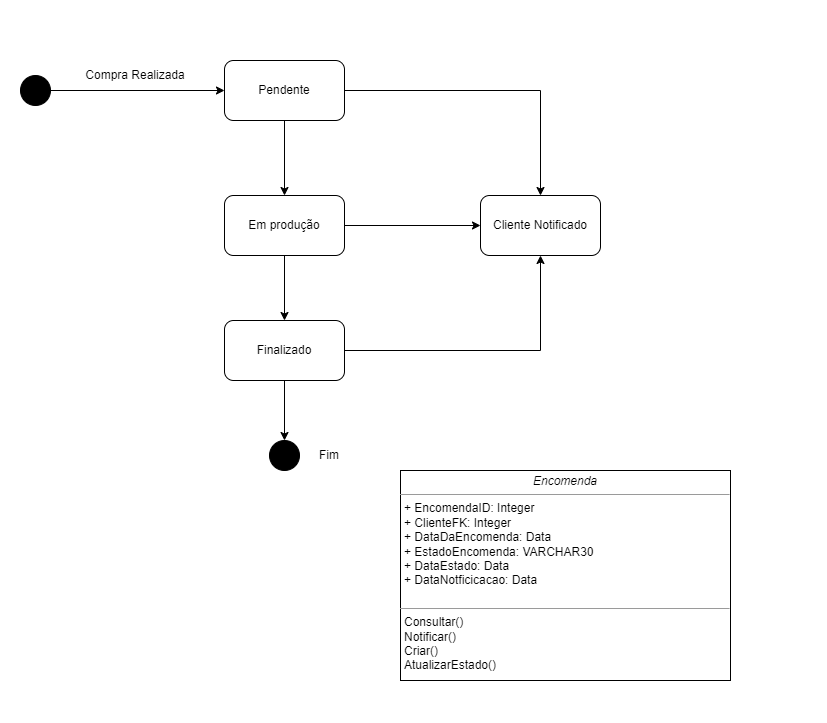 Compra Realizada
Pendente
Em produção
Cliente Notificado
Finalizado
Fim
Encomenda
+ EncomendaID: Integer
+ ClienteFK: Integer
+ DataDaEncomenda: Data
+ EstadoEncomenda: VARCHAR30
+ DataEstado: Data
+ DataNotficicacao: Data
Consultar()
Notificar()
Criar()
AtualizarEstado()